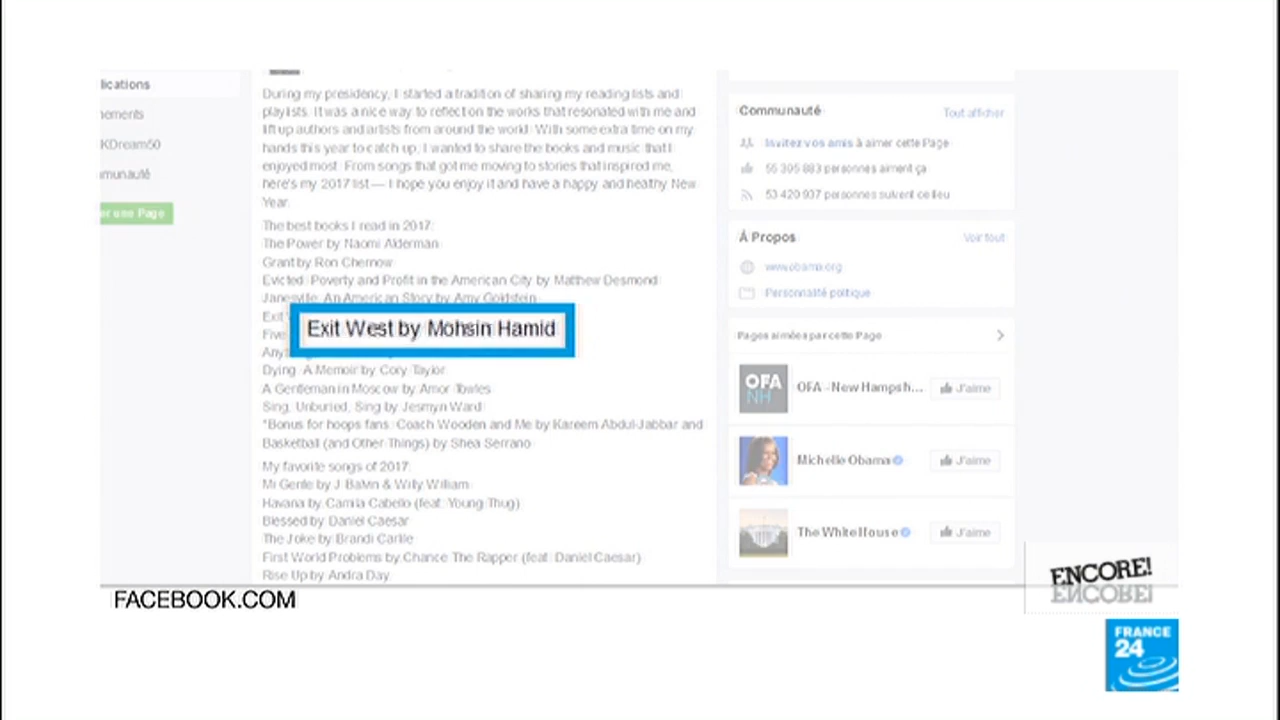 lications
nements
KDream50
munauté
er une Page
During my presidency, I started a tradition of sharing my reading lists and
playlists. It was a nice way to reflect on the works that resonated with me and
lift up authors and artists from around the world. With some extra time on my
hands this year to catch up, I wanted to share the books and music that I
enjoyed most. From songs that got me moving to stories that inspired me,
here's my 2017 list — I hope you enjoy it and have a happy and healthy New
Year.
The best books I read in 2017:
The Power by Naomi Alderman
Grant by Ron Chernow
Evicted: Poverty and Profit in the American City by Matthew Desmond
Janesville: An American Story by Amy Goldstein
Exit
Exit West by Mohsin Hamid
Five
Anyt
Dying: A Memoir by Cory Taylor
A Gentleman in Moscow by Amor Towles
Sing, Unburied, Sing by Jesmyn Ward
*Bonus for hoops fans: Coach Wooden and Me by Kareem Abdul-Jabbar and
Basketball (and Other Things) by Shea Serrano
My favorite songs of 2017:
Mi Gente by J Balvin & Willy William
Havana by Camila Cabello (feat. Young Thug)
Blessed by Daniel Caesar
The Joke by Brandi Carlile
First World Problems by Chance The Rapper (feat. Daniel Caesar)
Rise Up by Andra Day
Communauté Tout afficher
Invitez vos amis à aimer cette Page
55 305 883 personnes aiment ça
53 420 937 personnes suivent ce lieu
À Propos Voir tout
www.obama.org
Personnalité politique
Pages aimées par cette Page
OFA NH
OFA - New Hampsh... J'aime
Michelle Obama J'aime
The White House J'aime
FACEBOOK.COM
ENCORE!
ENCORE!
FRANCE
24